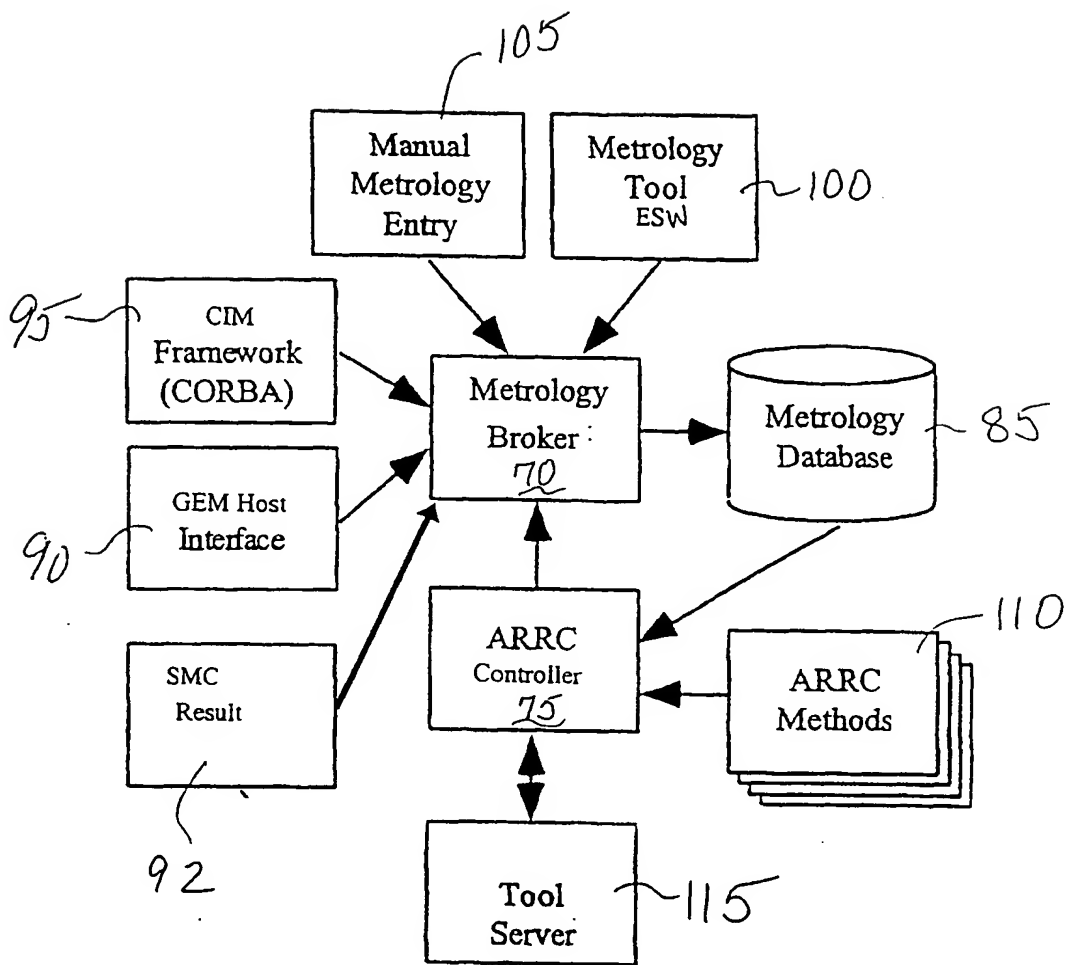 105
Manual
Metrology
Entry
Metrology
Tool
ESW
100
95
CIM
Framework
(CORBA)
Metrology
Broker :
70
Metrology
Database
85
GEM Host
Interface
90
ARRC
Controller
75
110
ARRC
Methods
SMC
Result
92
Tool
Server
115